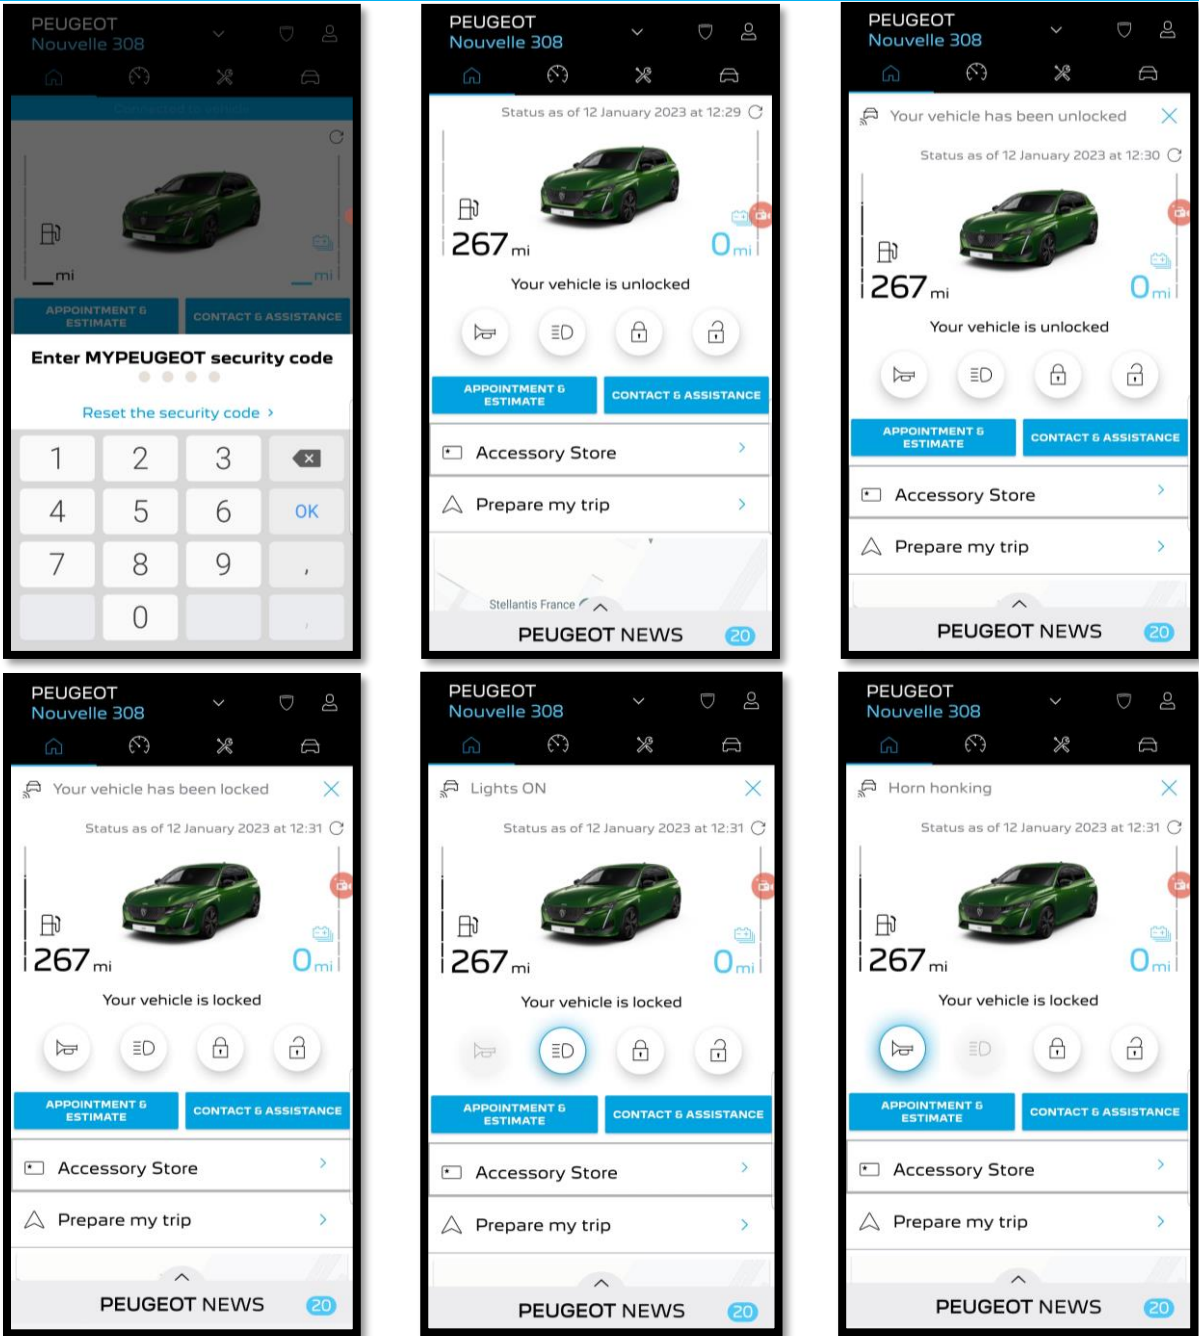 PEUGEOT
Nouvelle 308
Connected to vehicle
mi
mi
APPOINTMENT &
ESTIMATE
CONTACT & ASSISTANCE
Enter MYPEUGEOT security code
Reset the security code >
1 2 3
4 5 6 OK
7 8 9 ,
0
PEUGEOT
Nouvelle 308
Status as of 12 January 2023 at 12:29
267 mi
0 mi
Your vehicle is unlocked
APPOINTMENT &
ESTIMATE
CONTACT & ASSISTANCE
Accessory Store
Prepare my trip
Stellantis France
PEUGEOT NEWS 20
PEUGEOT
Nouvelle 308
Your vehicle has been unlocked
Status as of 12 January 2023 at 12:30
267 mi
0 mi
Your vehicle is unlocked
APPOINTMENT &
ESTIMATE
CONTACT & ASSISTANCE
Accessory Store
Prepare my trip
PEUGEOT NEWS 20
PEUGEOT
Nouvelle 308
Your vehicle has been locked
Status as of 12 January 2023 at 12:31
267 mi
0 mi
Your vehicle is locked
APPOINTMENT &
ESTIMATE
CONTACT & ASSISTANCE
Accessory Store
Prepare my trip
PEUGEOT NEWS 20
PEUGEOT
Nouvelle 308
Lights ON
Status as of 12 January 2023 at 12:31
267 mi
0 mi
Your vehicle is locked
APPOINTMENT &
ESTIMATE
CONTACT & ASSISTANCE
Accessory Store
Prepare my trip
PEUGEOT NEWS 20
PEUGEOT
Nouvelle 308
Horn honking
Status as of 12 January 2023 at 12:31
267 mi
0 mi
Your vehicle is locked
APPOINTMENT &
ESTIMATE
CONTACT & ASSISTANCE
Accessory Store
Prepare my trip
PEUGEOT NEWS 20